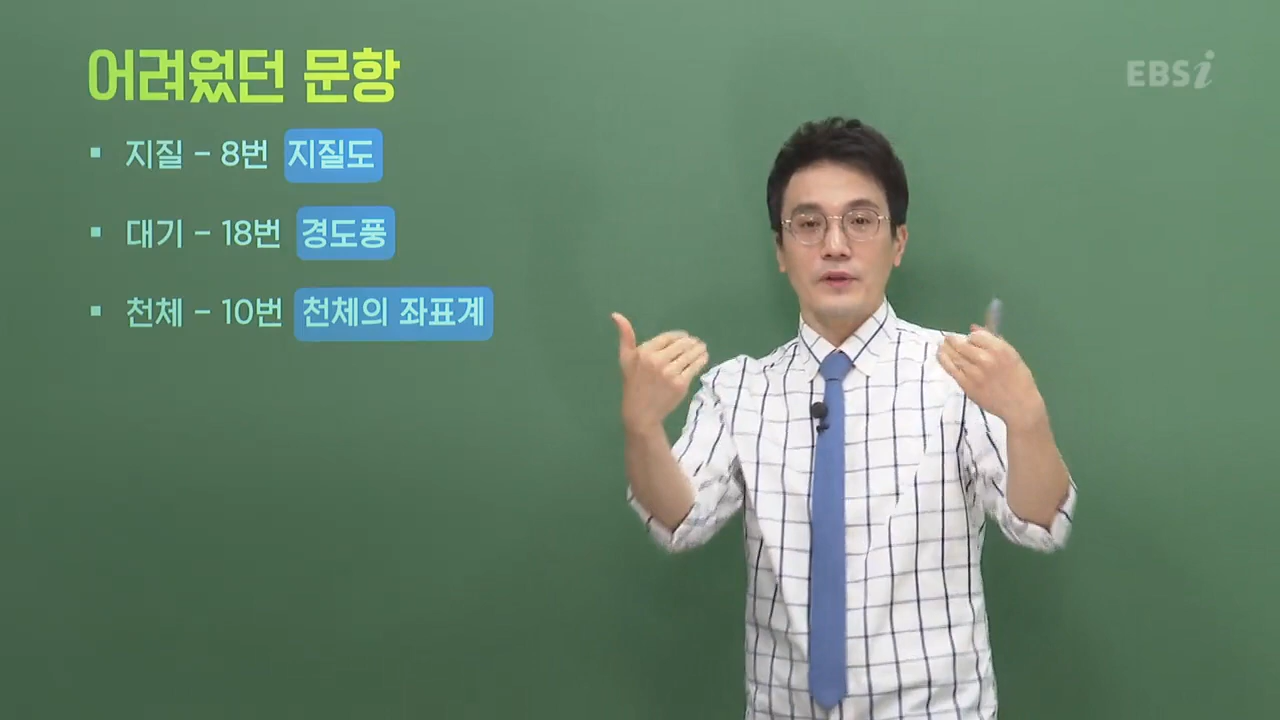 어려웠던 문항
EBSi
▪ 지질 – 8번 지질도
▪ 대기 – 18번 경도풍
▪ 천체 – 10번 천체의 좌표계